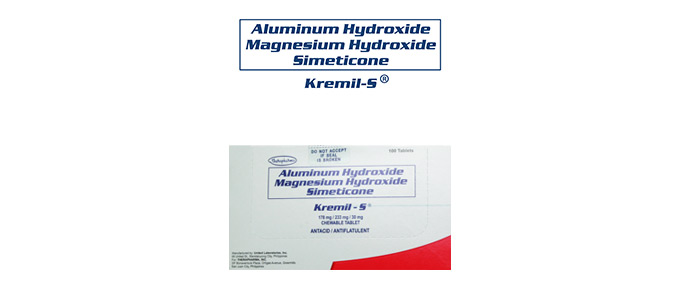 Aluminum Hydroxide
Magnesium Hydroxide
Simeticone
Kremil-S ®
DO NOT ACCEPT
IF SEAL
IS BROKEN
100 Tablets
Aluminum Hydroxide
Magnesium Hydroxide
Simeticone
Kremil - S
178 mg / 233 mg / 30 mg
CHEWABLE TABLET
ANTACID / ANTIFLATULENT